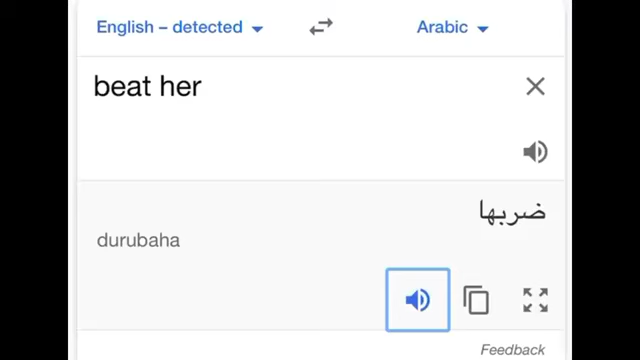 English – detected Arabic
beat her
ضربها
durubaha
Feedback